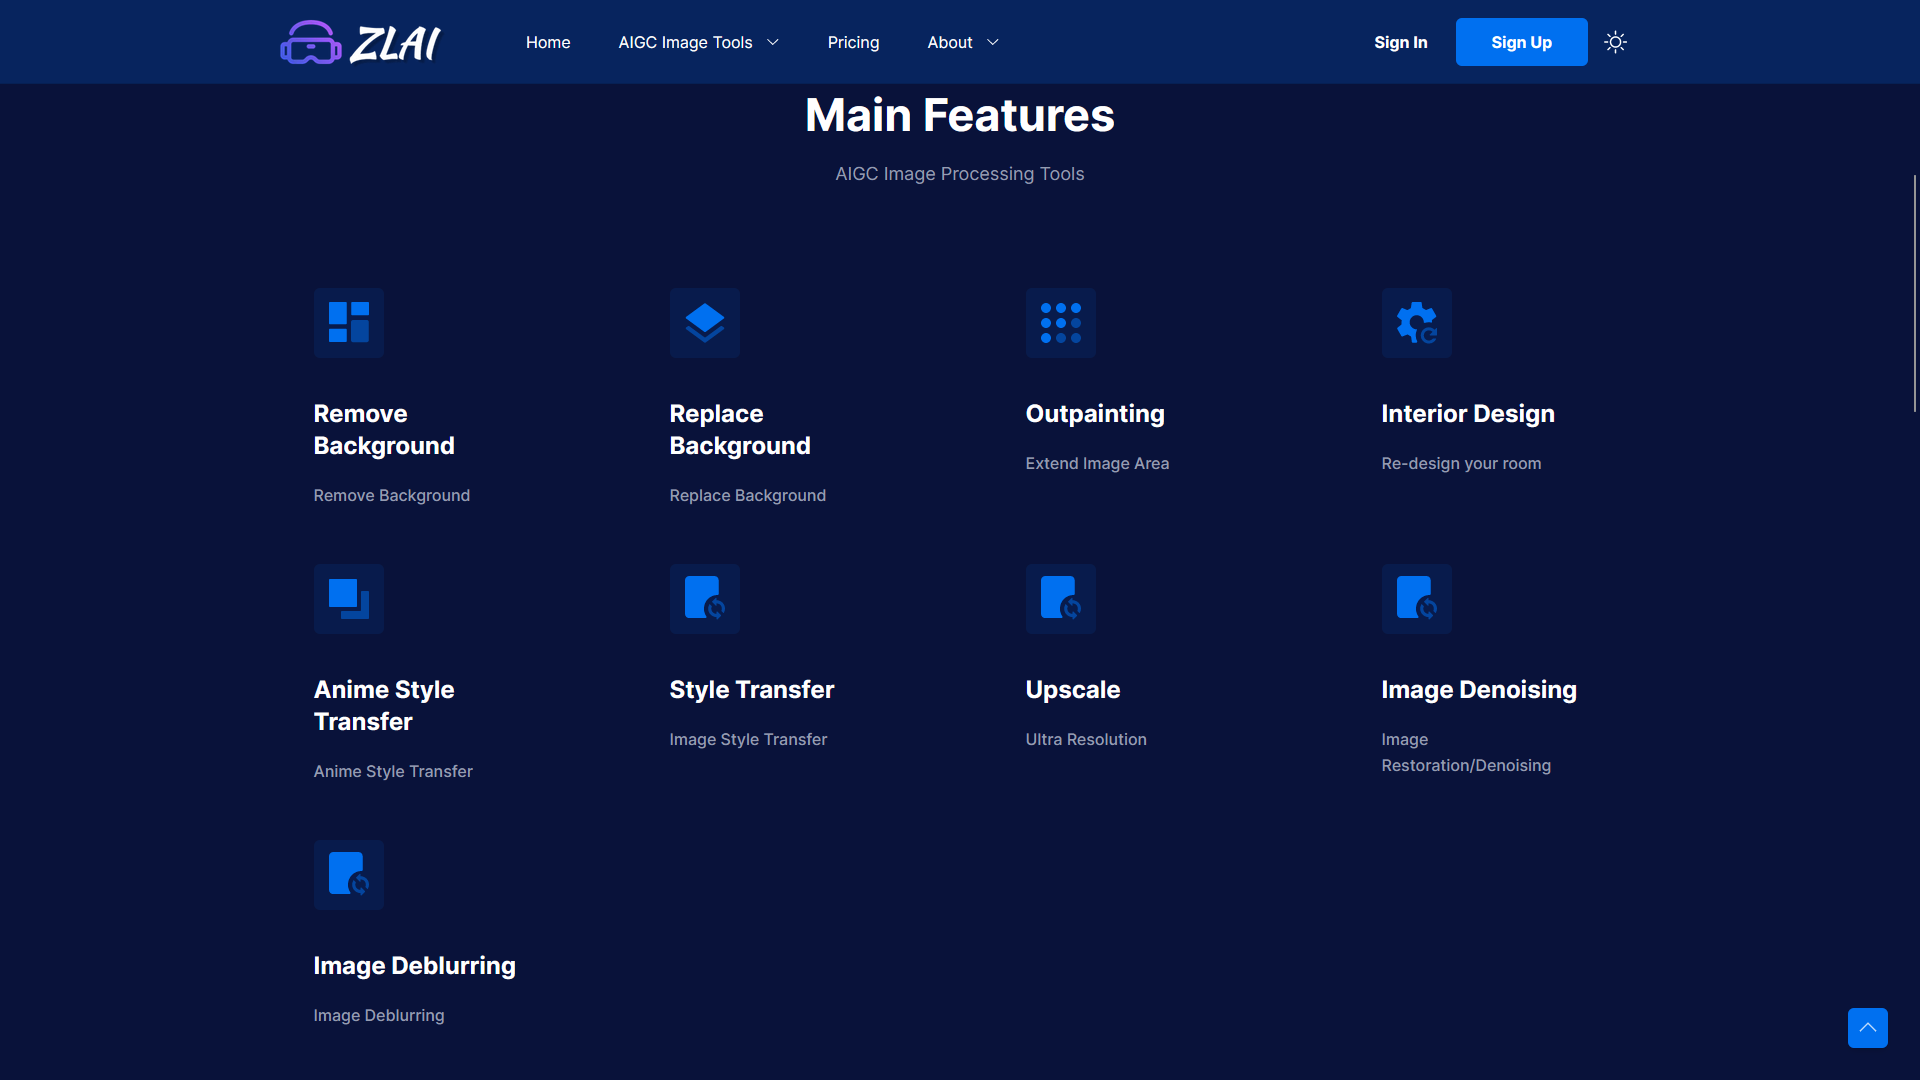 ZLAI
Home
AIGC Image Tools
Pricing
About
Sign In
Sign Up
Main Features
AIGC Image Processing Tools
Remove
Background
Remove Background
Replace
Background
Replace Background
Outpainting
Extend Image Area
Interior Design
Re-design your room
Anime Style
Transfer
Anime Style Transfer
Style Transfer
Image Style Transfer
Upscale
Ultra Resolution
Image Denoising
Image
Restoration/Denoising
Image Deblurring
Image Deblurring